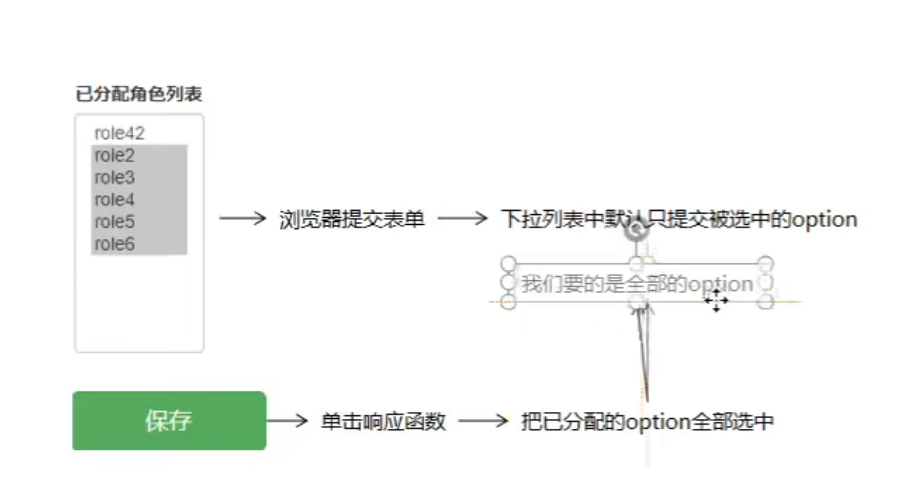 已分配角色列表
role42
role2
role3
role4
role5
role6
浏览器提交表单
下拉列表中默认只提交被选中的option
我们要的是全部的option
保存
单击响应函数
把已分配的option全部选中